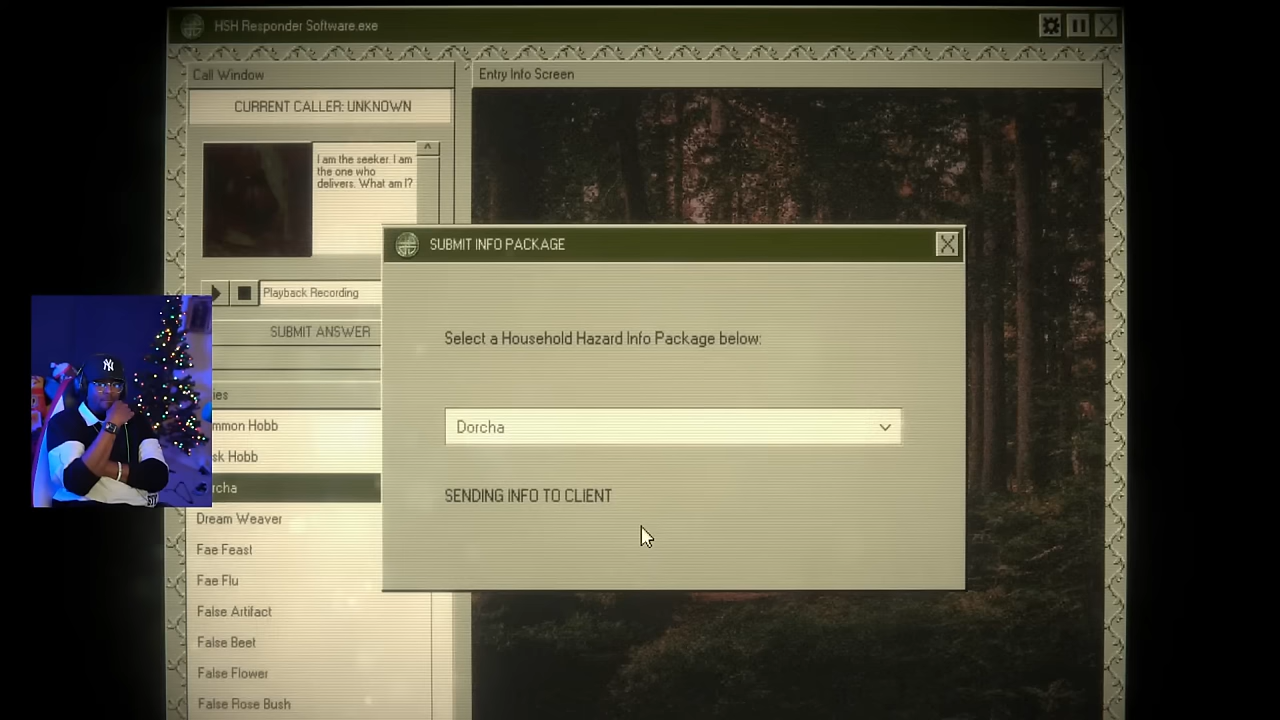 HSH Responder Software.exe
Call Window
Entry Info Screen
CURRENT CALLER: UNKNOWN
I am the seeker. I am
the one who
delivers. What am I?
SUBMIT INFO PACKAGE
Select a Household Hazard Info Package below:
Playback Recording
SUBMIT ANSWER
ies
mmon Hobb
Dorcha
sk Hobb
rcha
SENDING INFO TO CLIENT
Dream Weaver
Fae Feast
Fae Flu
False Artifact
False Beet
False Flower
False Rose Bush